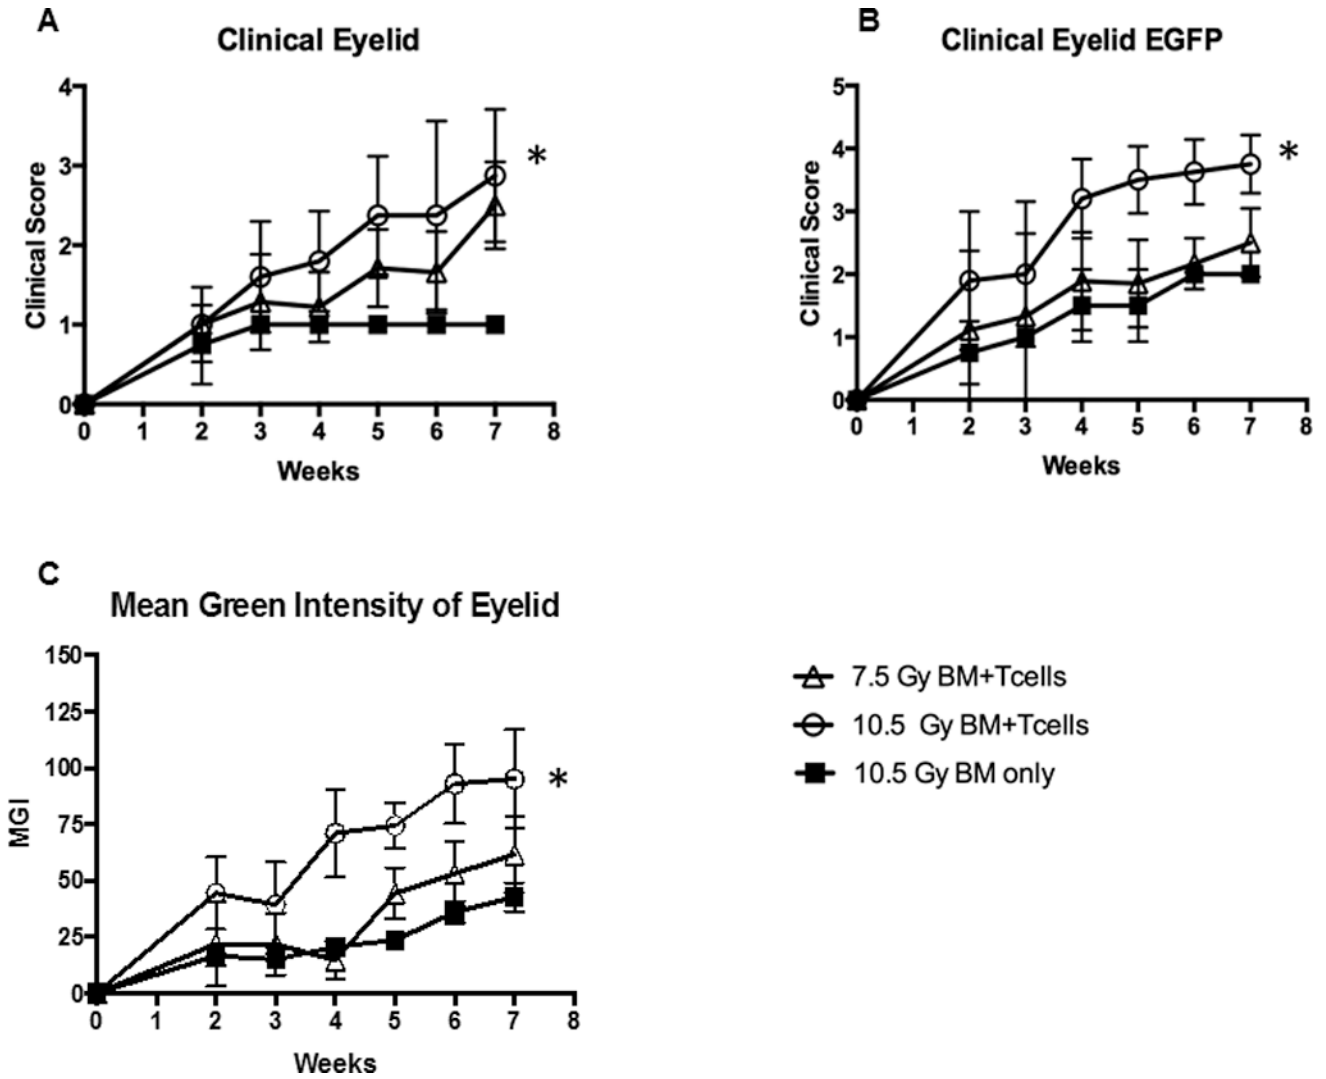 A
Clinical Eyelid
Clinical Score
4
3
2
1
0
0 1 2 3 4 5 6 7 8
Weeks
*
B
Clinical Eyelid EGFP
Clinical Score
5
4
3
2
1
0
0 1 2 3 4 5 6 7 8
Weeks
*
C
Mean Green Intensity of Eyelid
MGI
150
125
100
75
50
25
0
0 1 2 3 4 5 6 7 8
Weeks
*
7.5 Gy BM+Tcells
10.5 Gy BM+Tcells
10.5 Gy BM only